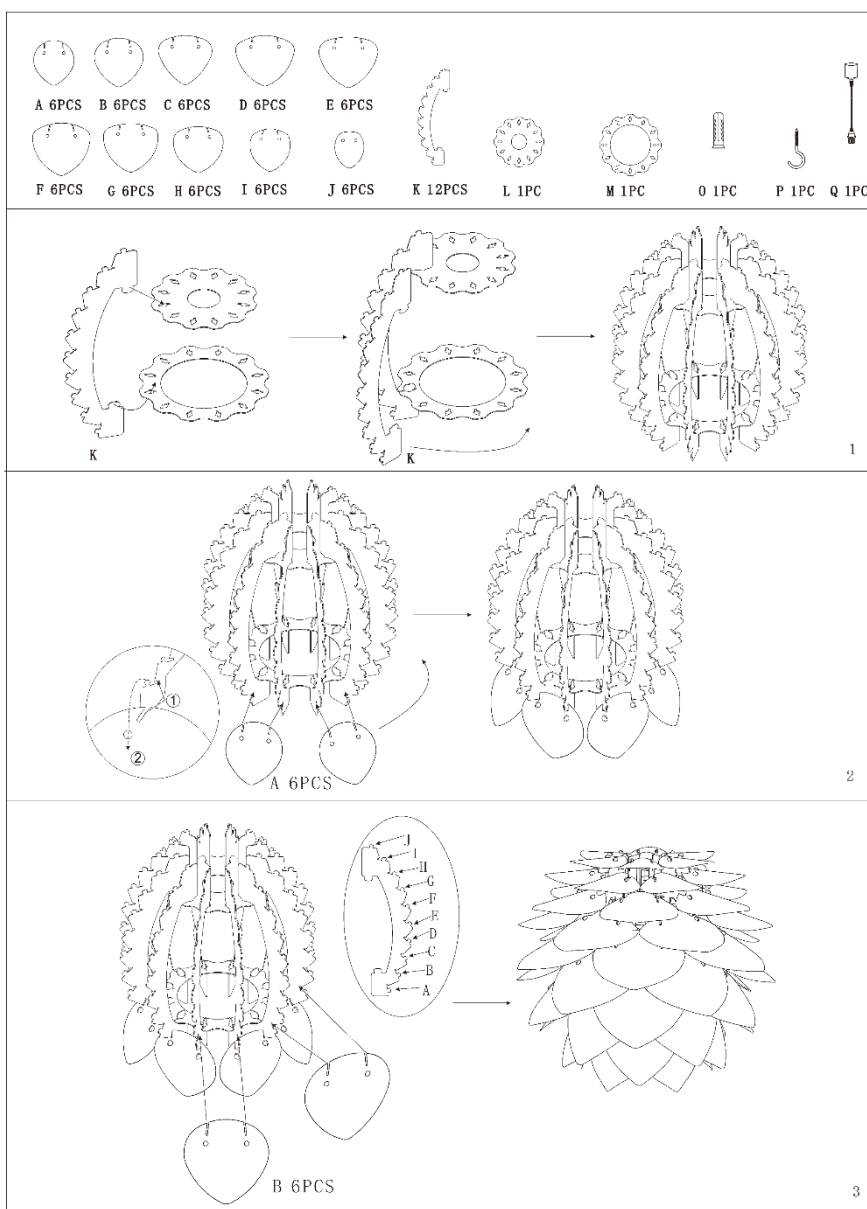 A 6PCS B 6PCS C 6PCS D 6PCS E 6PCS
F 6PCS G 6PCS H 6PCS I 6PCS J 6PCS K 12PCS L 1PC M 1PC O 1PC P 1PC Q 1PC
K K
1
①
②
A 6PCS
2
J
I
H
G
F
E
D
C
B
A
B 6PCS
3